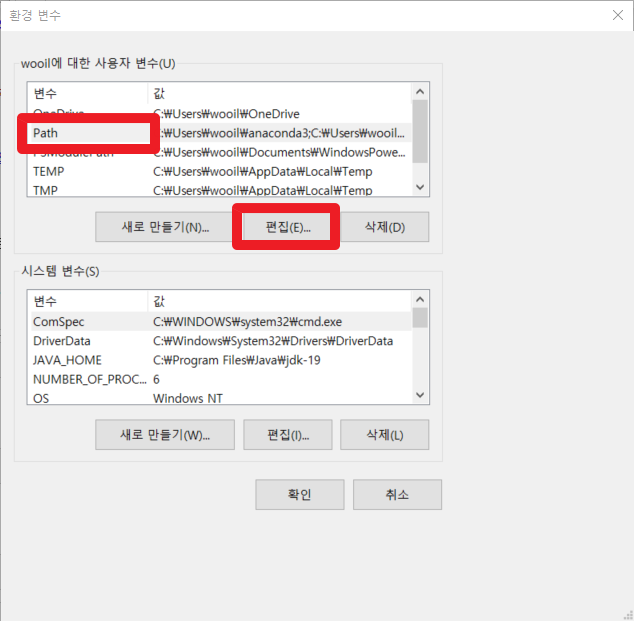 환경 변수
wooil에 대한 사용자 변수(U)
변수 값
OneDrive C:₩Users₩wooil₩OneDrive
Path C:₩Users₩wooil₩anaconda3;C:₩Users₩wooil...
PSModulePath C:₩Users₩wooil₩Documents₩WindowsPowe...
TEMP C:₩Users₩wooil₩AppData₩Local₩Temp
TMP C:₩Users₩wooil₩AppData₩Local₩Temp
새로 만들기(N)... 편집(E)... 삭제(D)
시스템 변수(S)
변수 값
ComSpec C:₩WINDOWS₩system32₩cmd.exe
DriverData C:₩Windows₩System32₩Drivers₩DriverData
JAVA_HOME C:₩Program Files₩Java₩jdk-19
NUMBER_OF_PROC... 6
OS Windows NT
새로 만들기(W)... 편집(I)... 삭제(L)
확인 취소